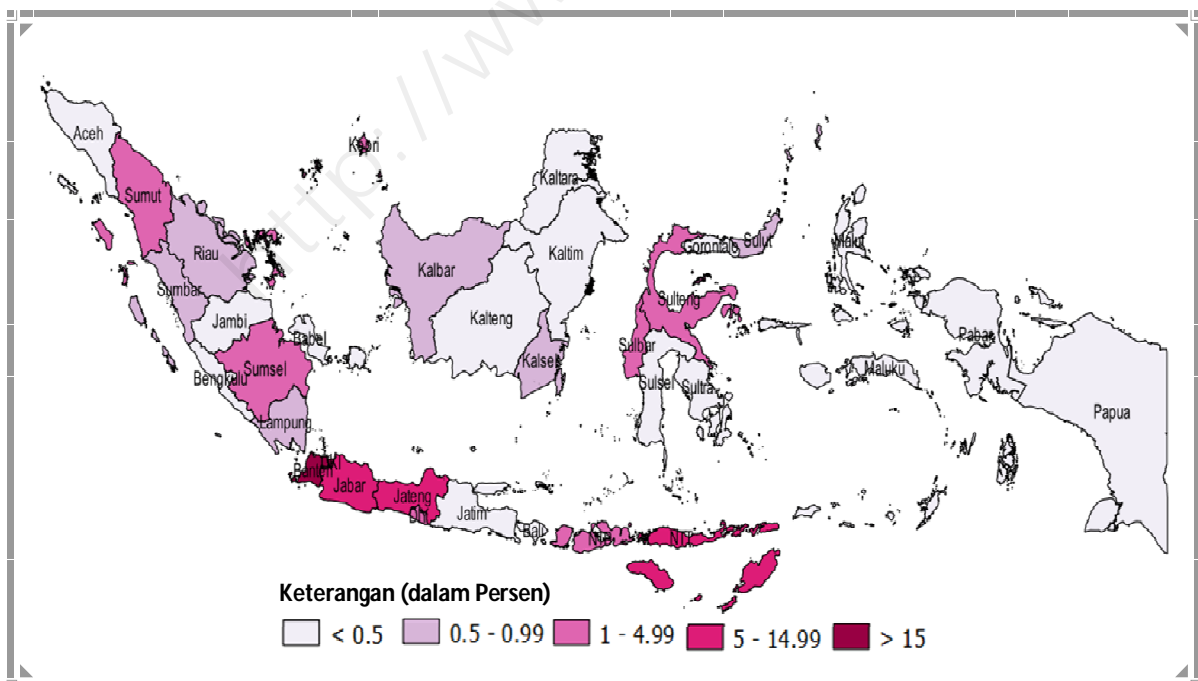 http://ww
Aceh
Kepri
Sumut
Kaltara
Riau
Sulut
Gorontalo
Malut
Kaltim
Kalbar
Sumbar
Sulteng
Jambi
Kalteng
Babel
Pabar
Sulbar
Sumsel
Kalsel
Bengkulu
Sulsel
Sultra
Maluku
Papua
Lampung
DKI
Banten
Jabar
Jateng
Jatim
Bali
NTB
NTT
Keterangan (dalam Persen)
< 0.5 0.5 - 0.99 1 - 4.99 5 - 14.99 > 15